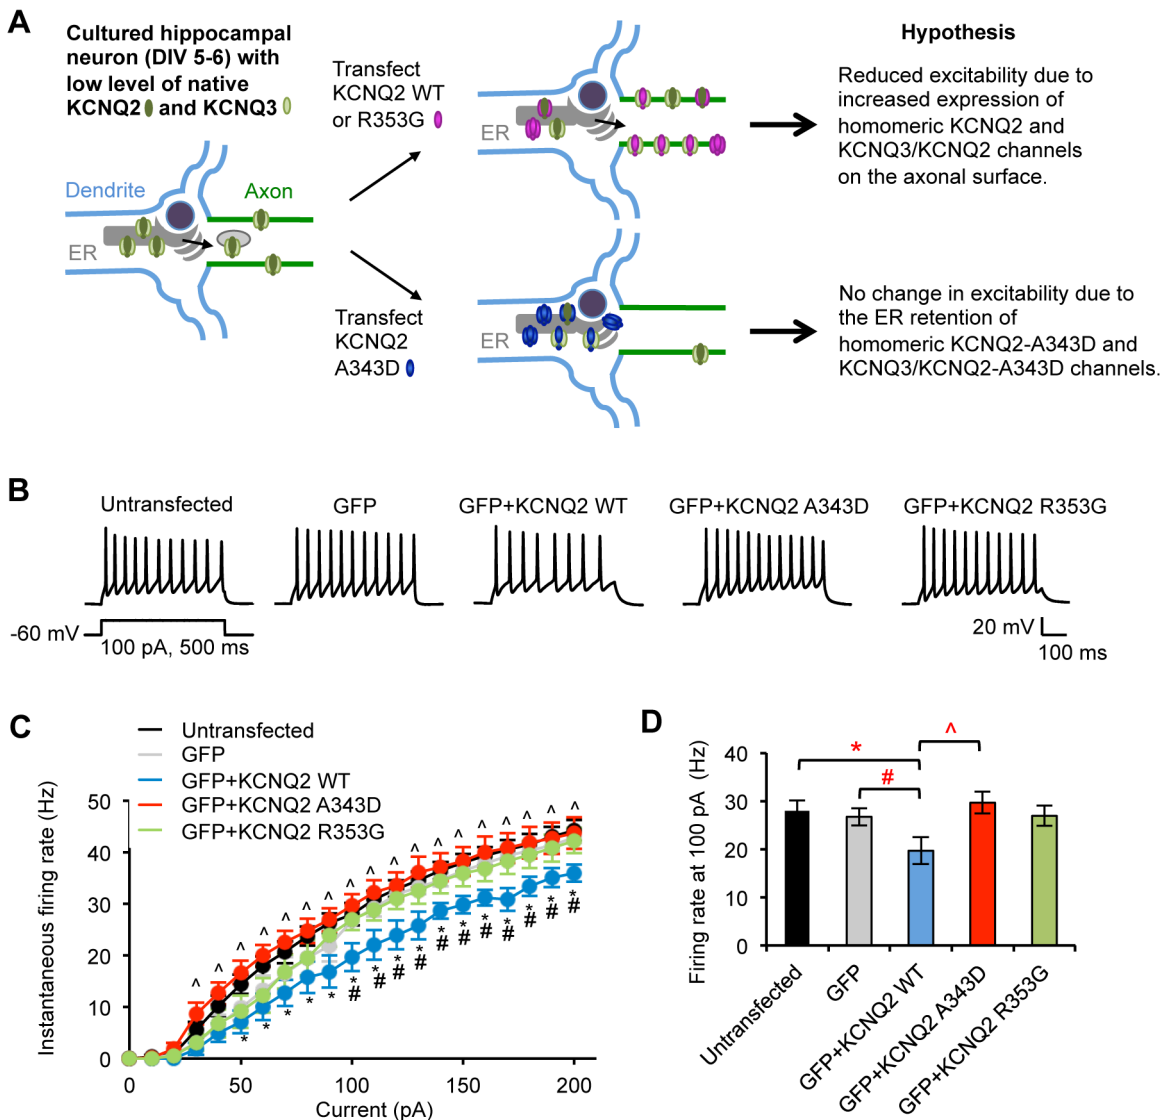 A
Cultured hippocampal
neuron (DIV 5-6) with
low level of native
KCNQ2 and KCNQ3
Dendrite
Axon
ER
Transfect
KCNQ2 WT
or R353G
ER
Transfect
KCNQ2
A343D
ER
Hypothesis
Reduced excitability due to
increased expression of
homomeric KCNQ2 and
KCNQ3/KCNQ2 channels
on the axonal surface.
No change in excitability due to
the ER retention of
homomeric KCNQ2-A343D and
KCNQ3/KCNQ2-A343D channels.
B
Untransfected
GFP
GFP+KCNQ2 WT
GFP+KCNQ2 A343D
GFP+KCNQ2 R353G
-60 mV
100 pA, 500 ms
20 mV
100 ms
C
Untransfected
GFP
GFP+KCNQ2 WT
GFP+KCNQ2 A343D
GFP+KCNQ2 R353G
Instantaneous firing rate (Hz)
50
40
30
20
10
0
^ ^ ^ ^ ^ ^ ^ ^ ^ ^ ^ ^ ^ ^ ^ ^ ^ ^
* * * * * * * * * * * * * * * *
# # # # # # # # # # #
0 50 100 150 200
Current (pA)
D
Firing rate at 100 pA (Hz)
40
30
20
10
0
*
#
^
Untransfected
GFP
GFP+KCNQ2 WT
GFP+KCNQ2 A343D
GFP+KCNQ2 R353G